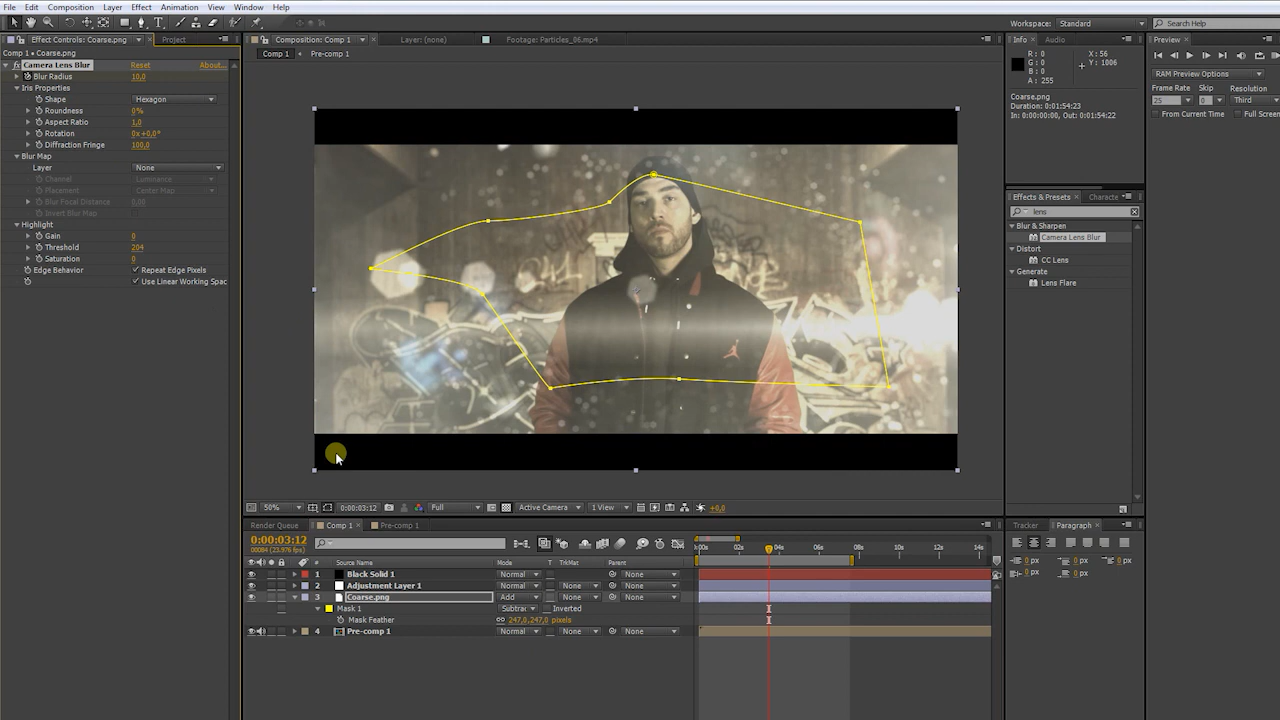 File Edit Composition Layer Effect Animation View Window Help
Workspace: Standard Search Help
Effect Controls: Coarse.png Project
Composition: Comp 1 Layer: (none) Footage: Particles_06.mp4
Info Audio
Preview
Comp 1 • Coarse.png
Comp 1 Pre-comp 1
fx Camera Lens Blur Reset About...
Blur Radius 10,0
Iris Properties
Shape Hexagon
Roundness 0%
Aspect Ratio 1,0
Rotation 0x+0,0°
Diffraction Fringe 100,0
Blur Map
Layer None
Channel Luminance
Placement Center Map
Blur Focal Distance 0,00
Invert Blur Map
Highlight
Gain 0
Threshold 204
Saturation 0
Edge Behavior Repeat Edge Pixels
Use Linear Working Spac
R: 0
G: 0
B: 0
A: 255
X: 56
Y: 1006
Coarse.png
Duration: 0:01:54:23
In: 0:00:00:00, Out: 0:01:54:22
RAM Preview Options
Frame Rate Skip Resolution
25 0 Third
From Current Time Full Screen
Effects & Presets Characte
lens
Blur & Sharpen
Camera Lens Blur
Distort
CC Lens
Generate
Lens Flare
50% 0:00:03:12 Full Active Camera 1 View +0,0
Render Queue Comp 1 Pre-comp 1
Tracker Paragraph
0:00:03:12
00084 (23.976 fps)
:00s 02s 04s 06s 08s 10s 12s 14s
# Source Name Mode T TrkMat Parent
1 Black Solid 1 Normal None
2 Adjustment Layer 1 Normal None None
3 Coarse.png Add None None
Mask 1 Subtrac Inverted
Mask Feather 247,0,247,0 pixels
4 Pre-comp 1 Normal None None
0 px 0 px 0 px
0 px 0 px